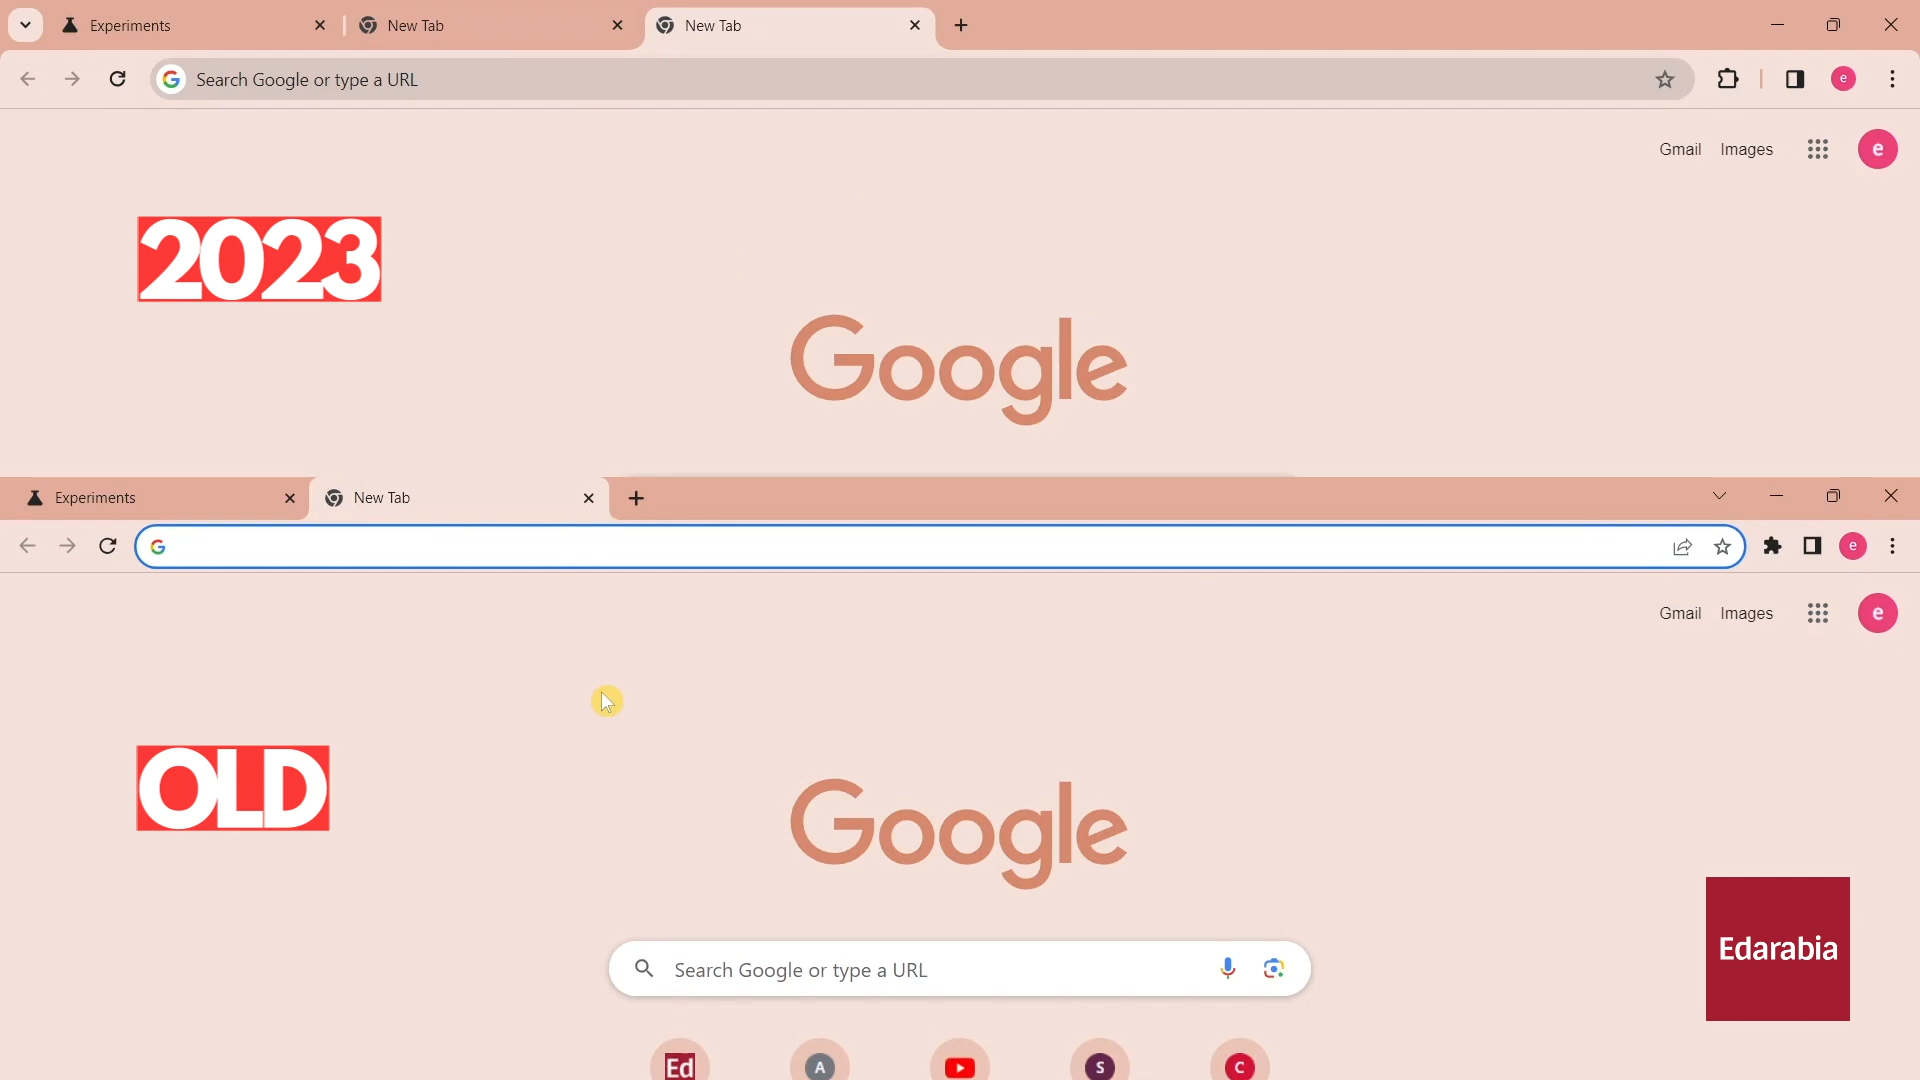 Experiments
New Tab
New Tab
Search Google or type a URL
e
Gmail Images
e
2023
Google
Experiments
New Tab
e
Gmail Images
e
OLD
Google
Edarabia
Search Google or type a URL
Ed
A
S
C